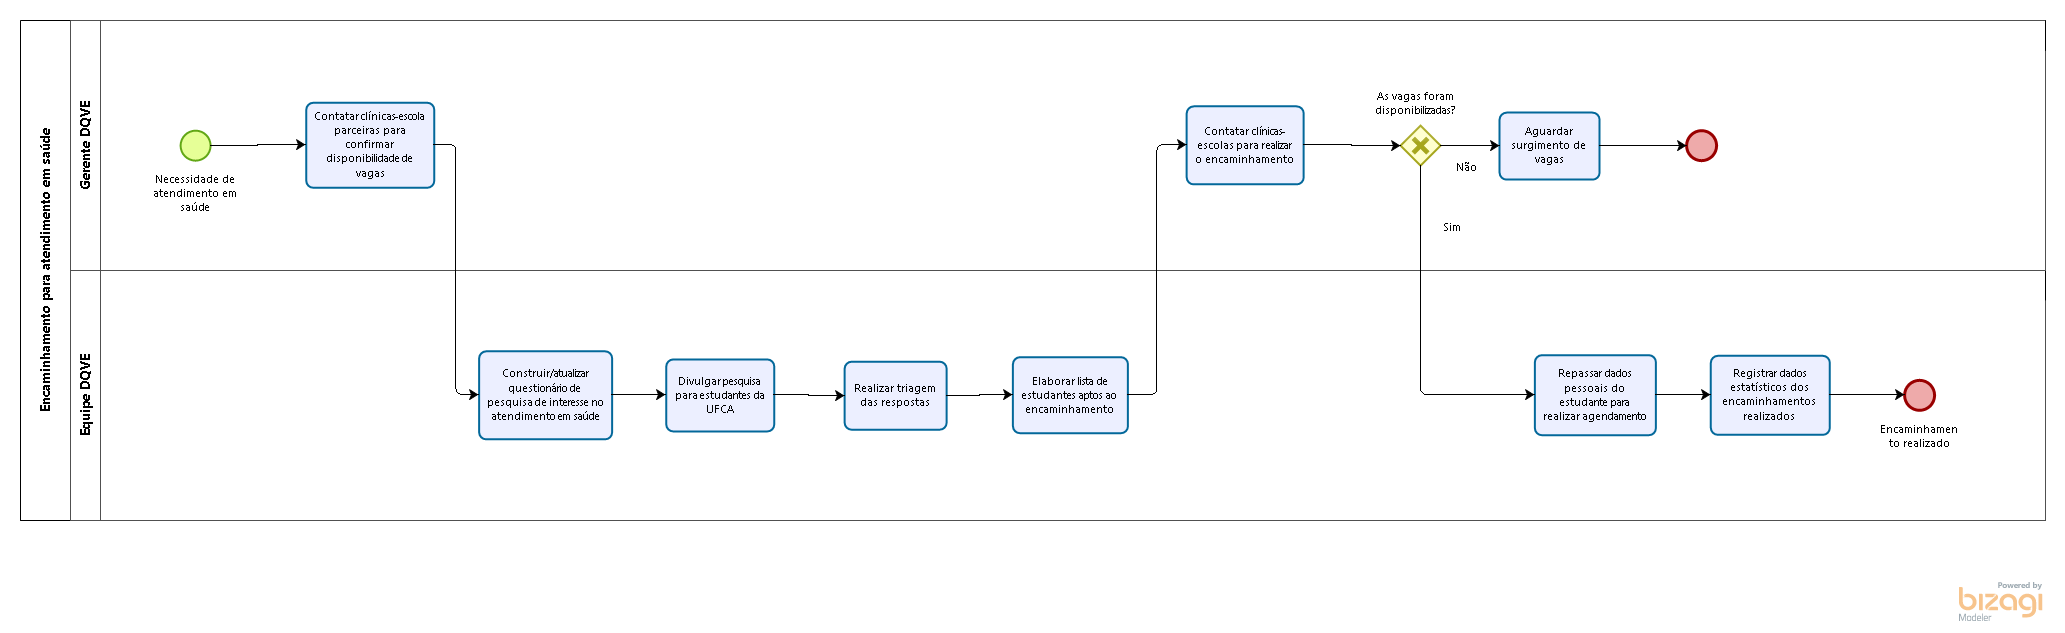 Encaminhamento para atendimento em saúde
Gerente DQVE
Necessidade de
atendimento em
saúde
Contatar clínicas-escola
parceiras para
confirmar
disponibilidade de
vagas
Contatar clínicas-
escolas para realizar
o encaminhamento
As vagas foram
disponibilizadas?
Não
Sim
Aguardar
surgimento de
vagas
Equipe DQVE
Construir/atualizar
questionário de
pesquisa de interesse no
atendimento em saúde
Divulgar pesquisa
para estudantes da
UFCA
Realizar triagem
das respostas
Elaborar lista de
estudantes aptos ao
encaminhamento
Repassar dados
pessoais do
estudante para
realizar agendamento
Registrar dados
estatísticos dos
encaminhamentos
realizados
Encaminhamen
to realizado
Powered by
bizagi
Modeler